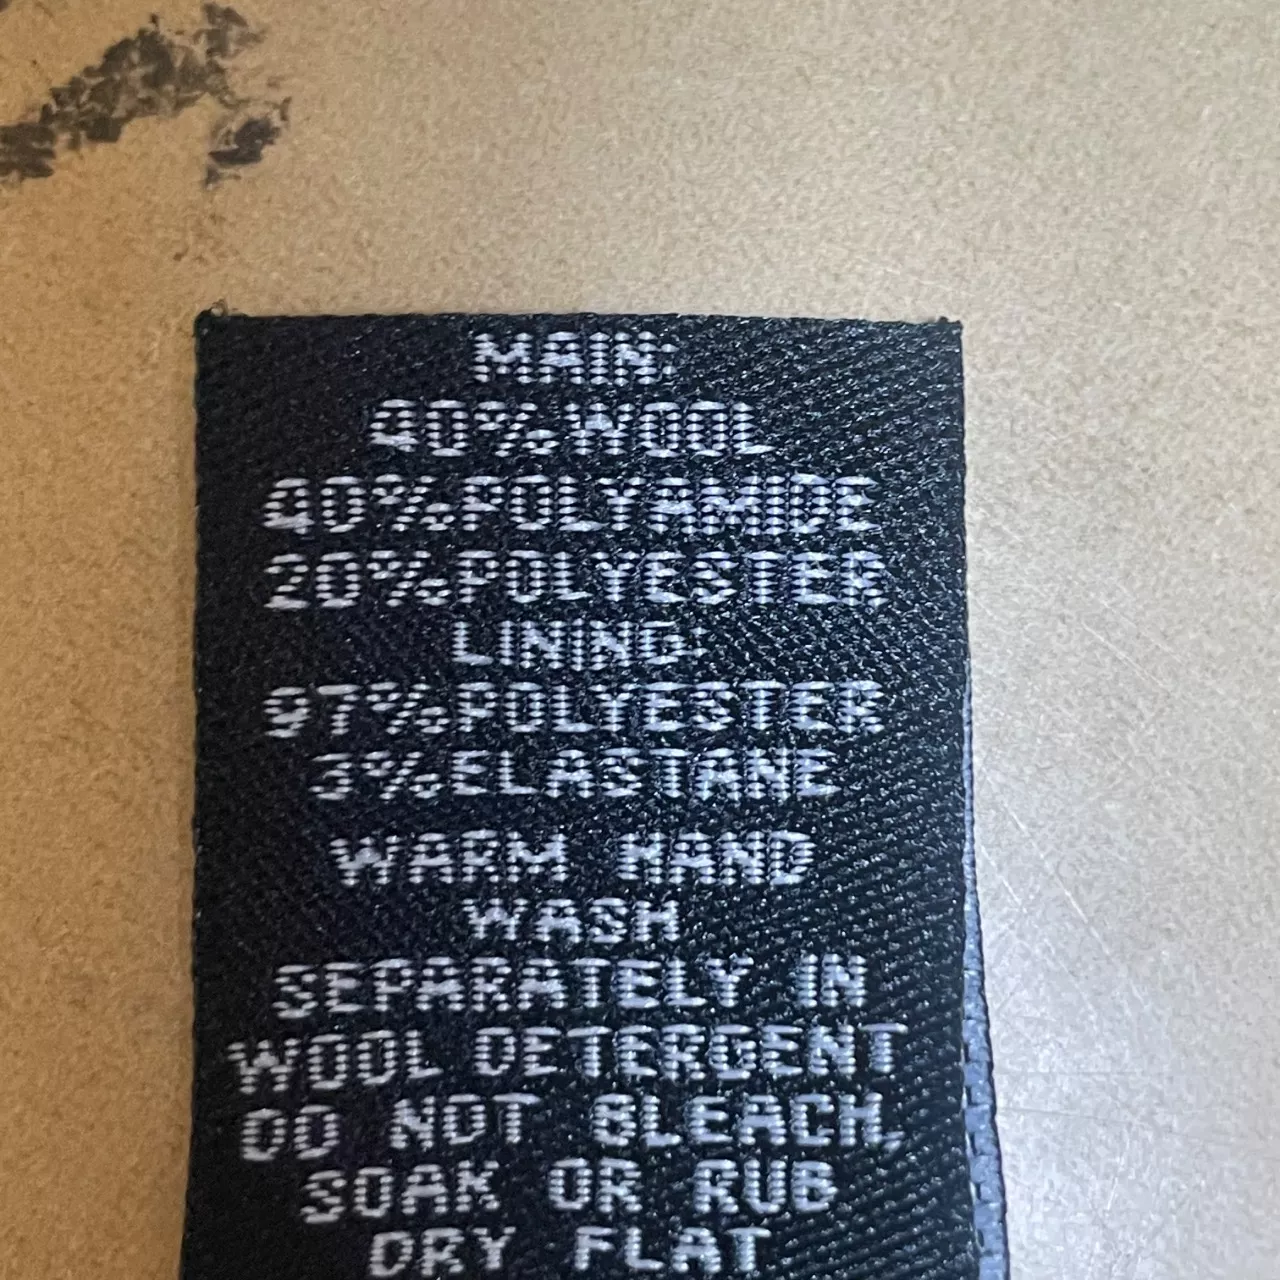 MAIN:
40%WOOL
40%POLYAMIDE
20%POLYESTER
LINING:
97%POLYESTER
3%ELASTANE
WARM HAND
WASH
SEPARATELY IN
WOOL DETERGENT
DO NOT BLEACH,
SOAK OR RUB
DRY FLAT